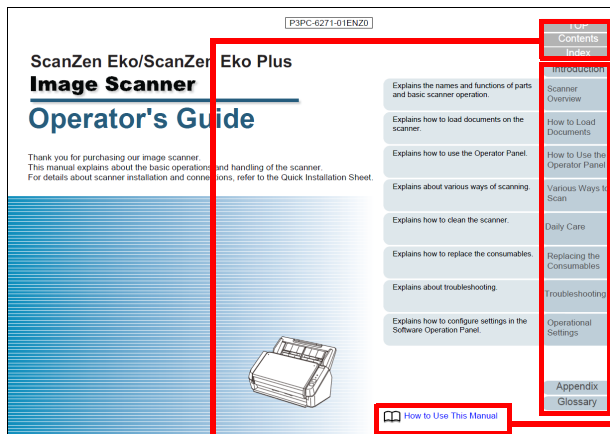 P3PC-6271-01ENZ0
ScanZen Eko/ScanZen Eko Plus
Image Scanner
Operator's Guide
Thank you for purchasing our image scanner.
This manual explains about the basic operations and handling of the scanner.
For details about scanner installation and connections, refer to the Quick Installation Sheet.
TOP
Contents
Index
Introduction
Explains the names and functions of parts
and basic scanner operation.
Scanner
Overview
Explains how to load documents on the
scanner.
How to Load
Documents
Explains how to use the Operator Panel.
How to Use the
Operator Panel
Explains about various ways of scanning.
Various Ways to
Scan
Explains how to clean the scanner.
Daily Care
Explains how to replace the consumables.
Replacing the
Consumables
Explains about troubleshooting.
Troubleshooting
Explains how to configure settings in the
Software Operation Panel.
Operational
Settings
Appendix
Glossary
How to Use This Manual